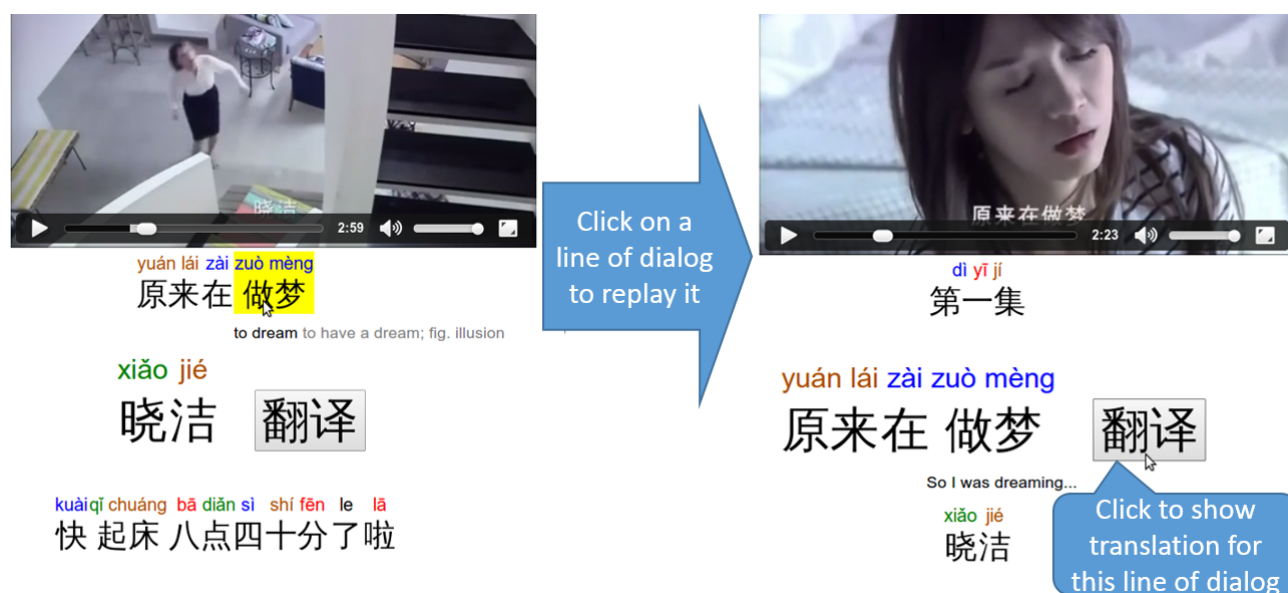 晓洁
2:59
yuán lái zài zuò mèng
原来在 做梦
to dream to have a dream; fig. illusion
xiǎo jié
晓洁 翻译
kuài qǐ chuáng bā diǎn sì shí fēn le lā
快 起床 八点四十分了啦
Click on a
line of dialog
to replay it
原来在做梦
2:23
dì yī jí
第一集
yuán lái zài zuò mèng
原来在 做梦 翻译
So I was dreaming...
xiǎo jié
晓洁
Click to show
translation for
this line of dialog